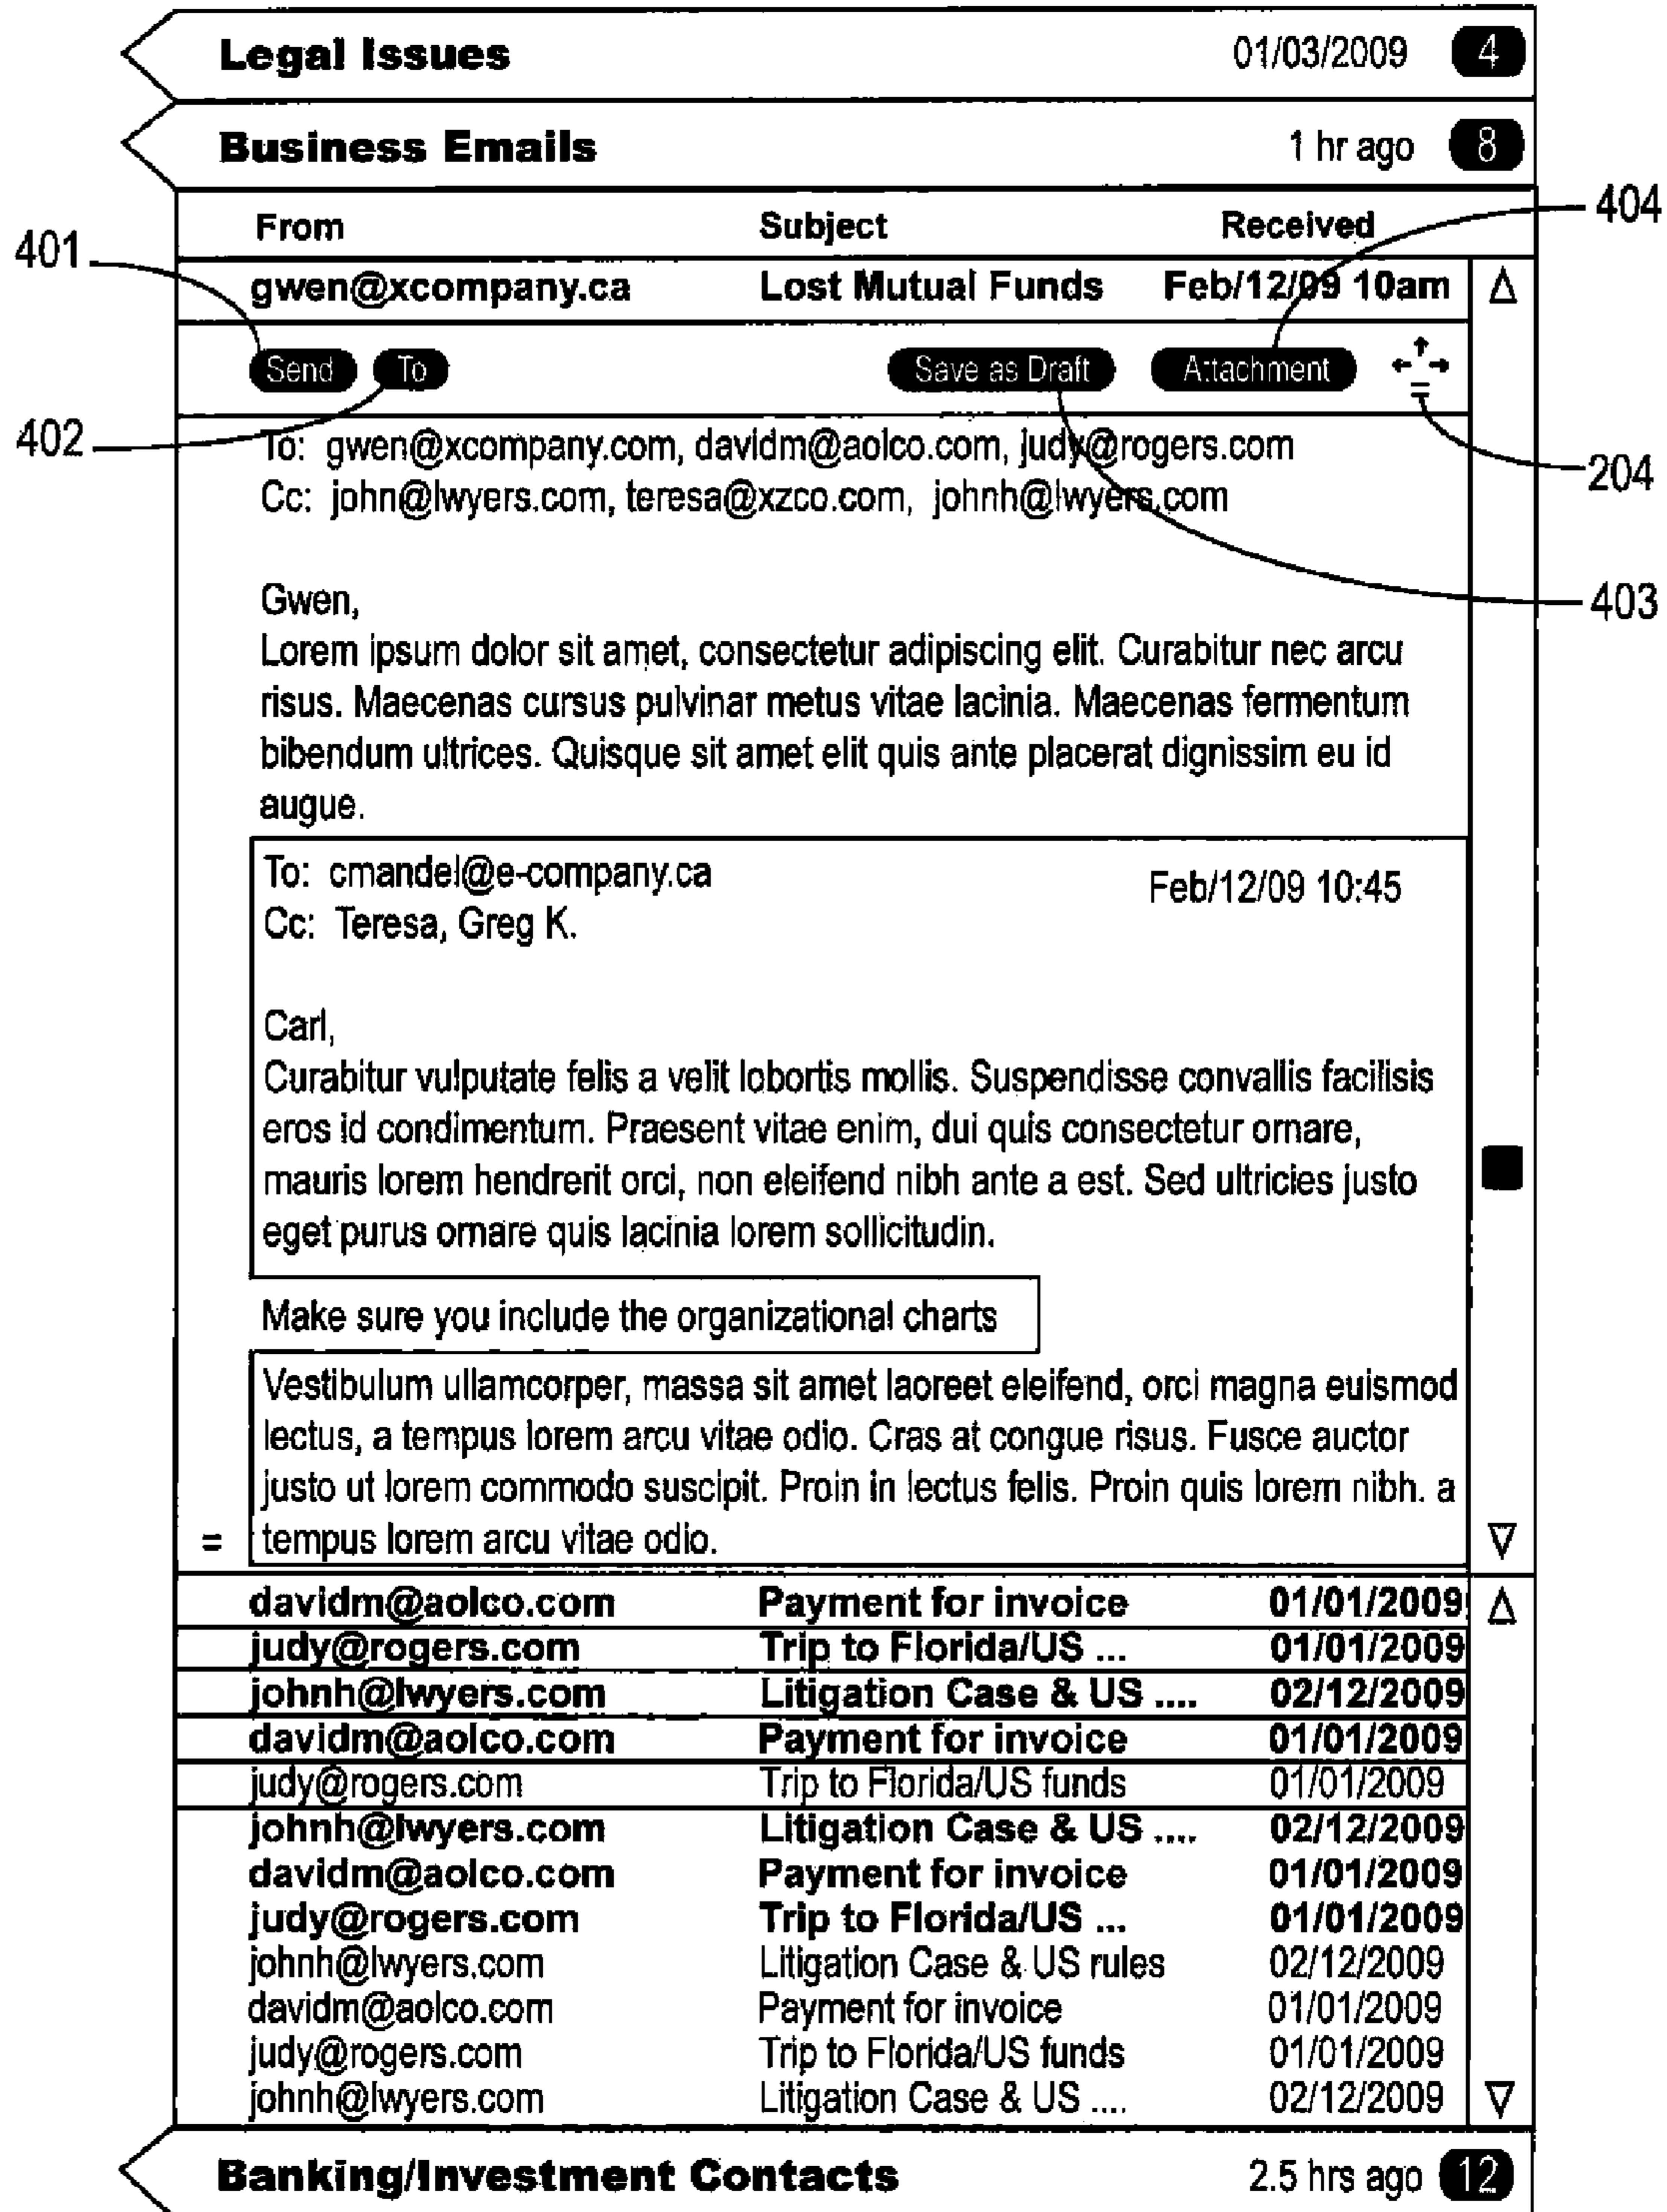 Legal Issues 01/03/2009 4
Business Emails 1 hr ago 8
From Subject Received 404
401 gwen@xcompany.ca Lost Mutual Funds Feb/12/09 10am
Send To Save as Draft Attachment
402 To: gwen@xcompany.com, davidm@aolco.com, judy@rogers.com 204
Cc: john@lwyers.com, teresa@xzco.com, johnh@lwyers.com
Gwen, 403
Lorem ipsum dolor sit amet, consectetur adipiscing elit. Curabitur nec arcu
risus. Maecenas cursus pulvinar metus vitae lacinia. Maecenas fermentum
bibendum ultrices. Quisque sit amet elit quis ante placerat dignissim eu id
augue.
To: cmandel@e-company.ca Feb/12/09 10:45
Cc: Teresa, Greg K.
Carl,
Curabitur vulputate felis a velit lobortis mollis. Suspendisse convallis facilisis
eros id condimentum. Praesent vitae enim, dui quis consectetur ornare,
mauris lorem hendrerit orci, non eleifend nibh ante a est. Sed ultricies justo
eget purus ornare quis lacinia lorem sollicitudin.
Make sure you include the organizational charts
Vestibulum ullamcorper, massa sit amet laoreet eleifend, orci magna euismod
lectus, a tempus lorem arcu vitae odio. Cras at congue risus. Fusce auctor
justo ut lorem commodo suscipit. Proin in lectus felis. Proin quis lorem nibh. a
= tempus lorem arcu vitae odio.
davidm@aolco.com Payment for invoice 01/01/2009
judy@rogers.com Trip to Florida/US ... 01/01/2009
johnh@lwyers.com Litigation Case & US .... 02/12/2009
davidm@aolco.com Payment for invoice 01/01/2009
judy@rogers.com Trip to Florida/US funds 01/01/2009
johnh@lwyers.com Litigation Case & US .... 02/12/2009
davidm@aolco.com Payment for invoice 01/01/2009
judy@rogers.com Trip to Florida/US ... 01/01/2009
johnh@lwyers.com Litigation Case & US rules 02/12/2009
davidm@aolco.com Payment for invoice 01/01/2009
judy@rogers.com Trip to Florida/US funds 01/01/2009
johnh@lwyers.com Litigation Case & US .... 02/12/2009
Banking/Investment Contacts 2.5 hrs ago 12